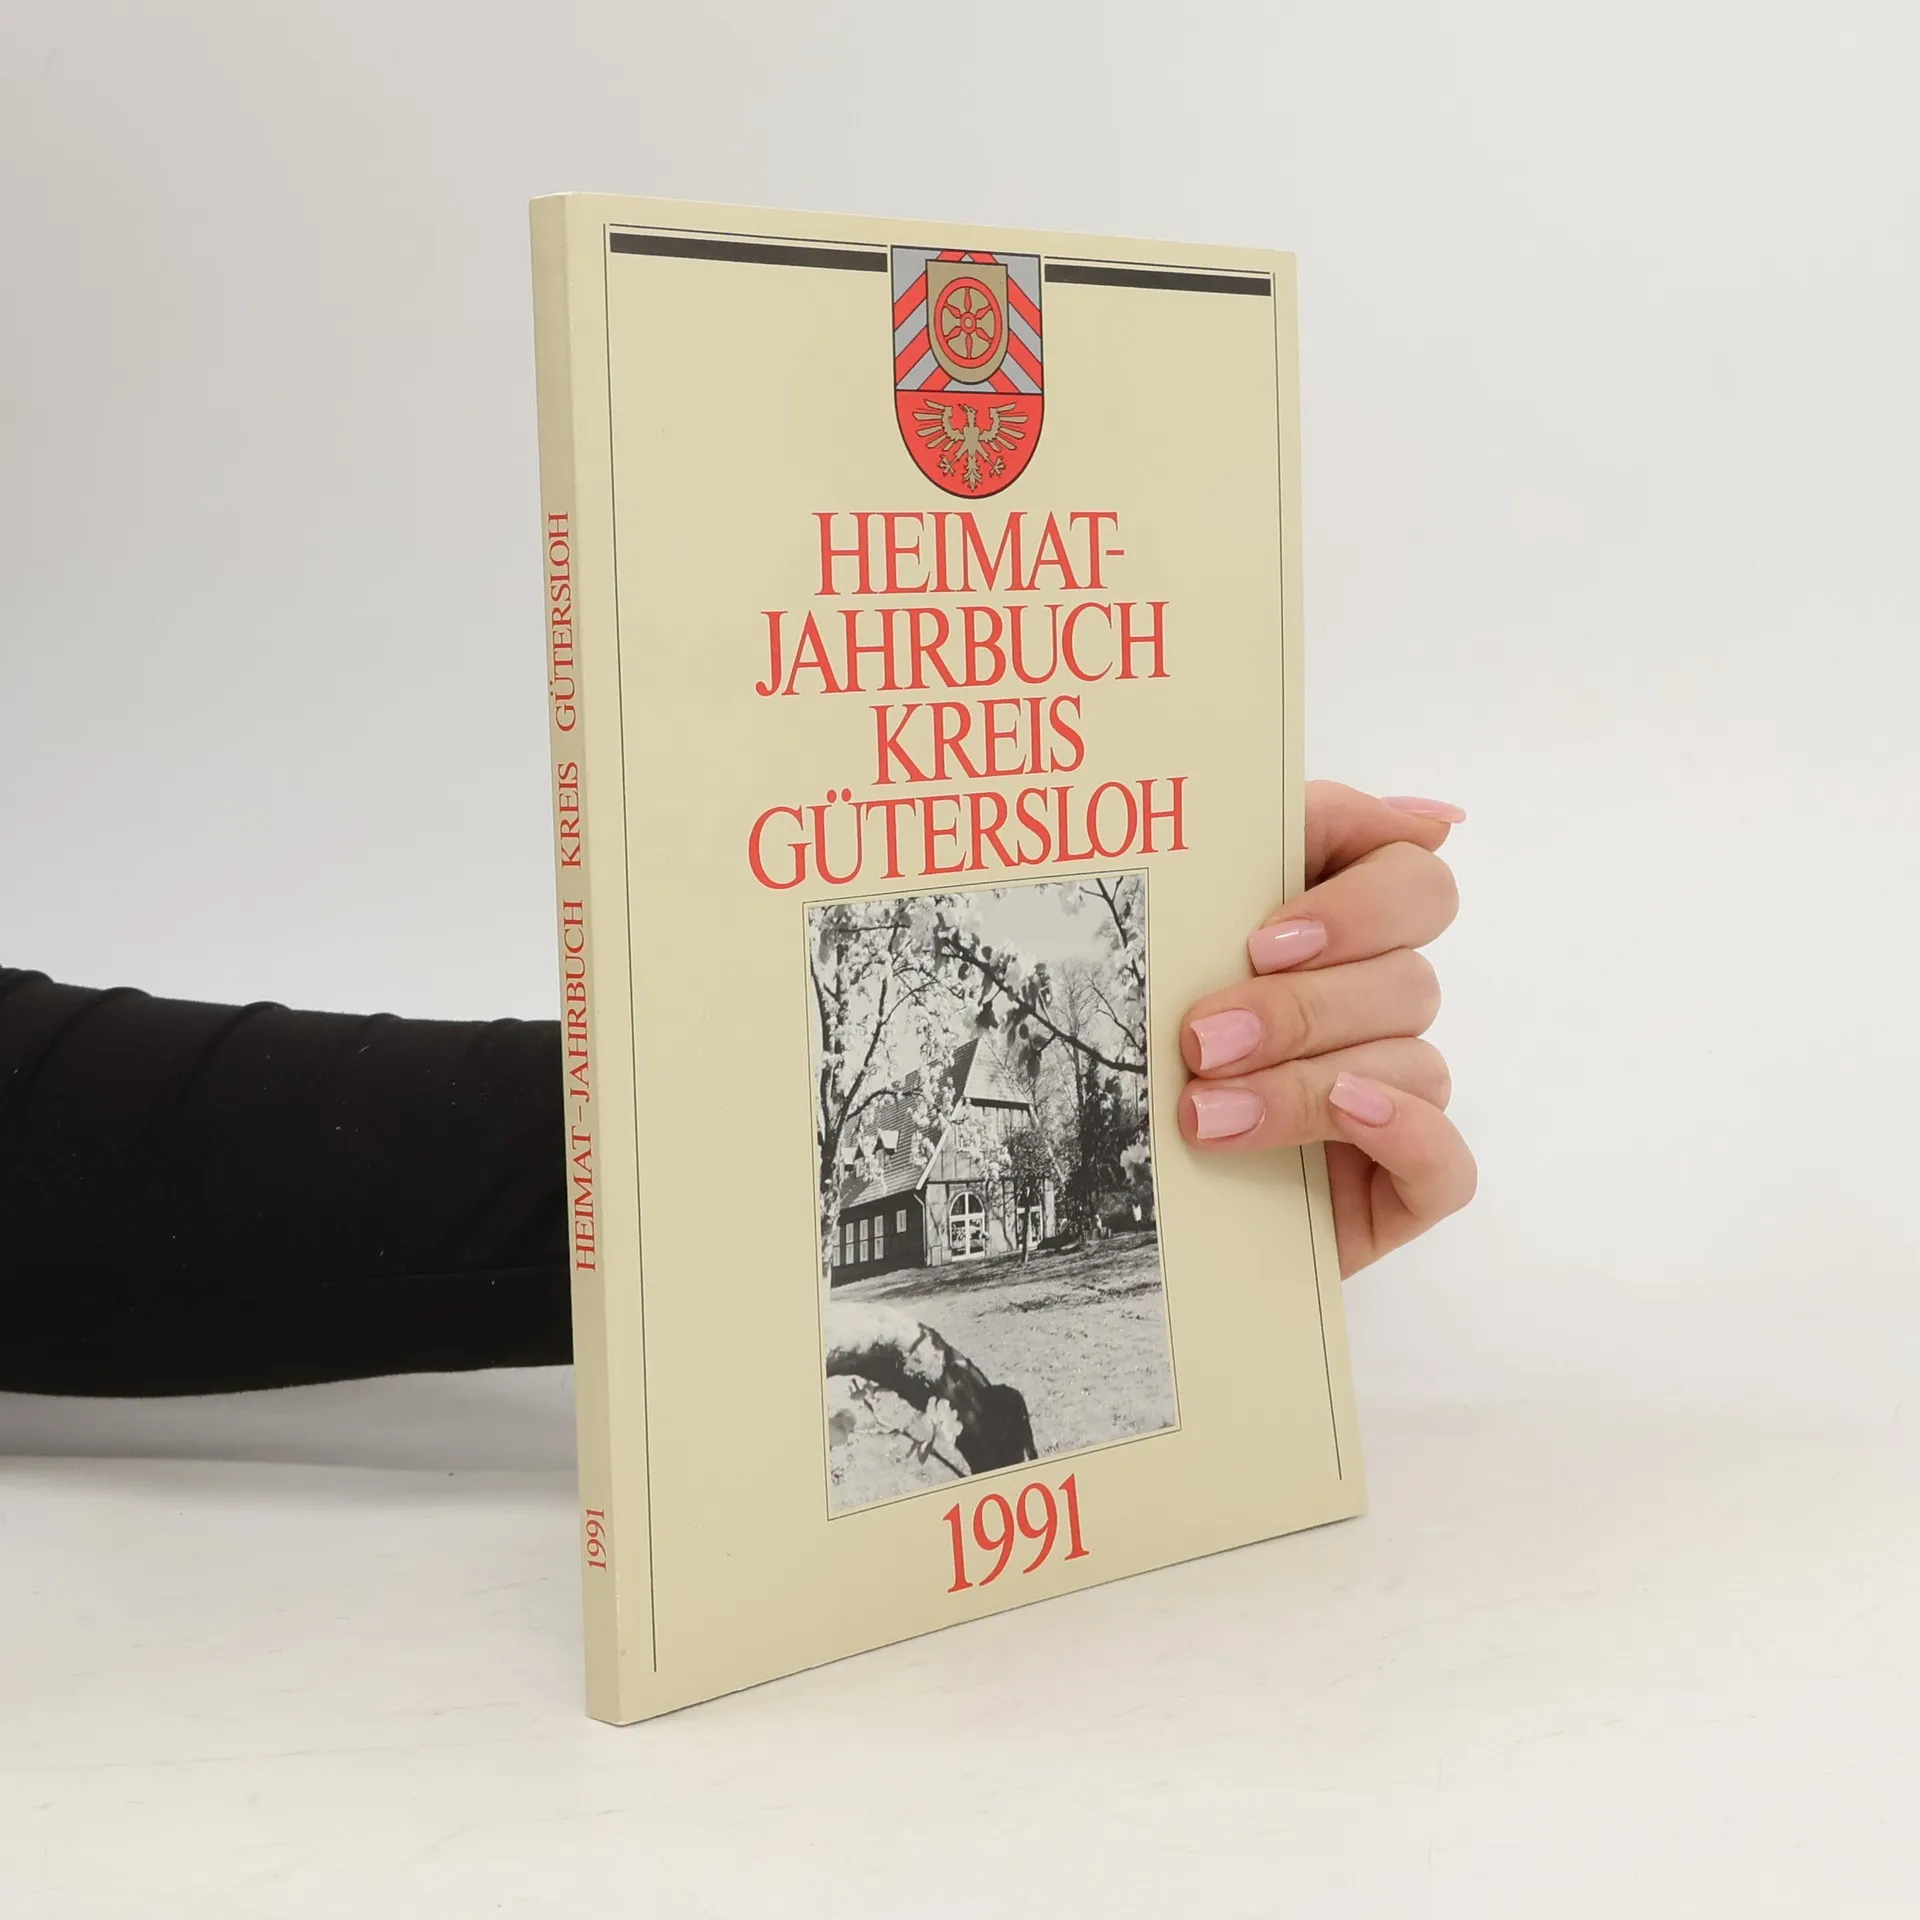 HEIMAT-
JAHRBUCH
KREIS
GÜTERSLOH
1991
HEIMAT-JAHRBUCH KREIS GÜTERSLOH
1991